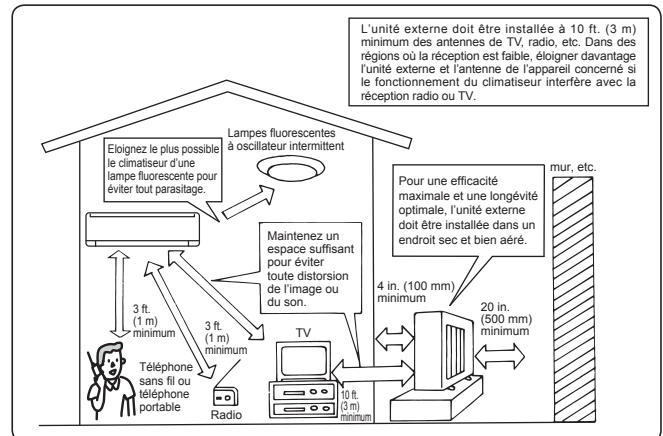 L'unité externe doit être installée à 10 ft. (3 m)
minimum des antennes de TV, radio, etc. Dans des
régions où la réception est faible, éloigner davantage
l'unité externe et l'antenne de l'appareil concerné si
le fonctionnement du climatiseur interfère avec la
réception radio ou TV.
Lampes fluorescentes
à oscillateur intermittent
Eloignez le plus possible
le climatiseur d'une
lampe fluorescente pour
éviter tout parasitage.
mur, etc.
Pour une efficacité
maximale et une longévité
optimale, l'unité externe
doit être installée dans un
endroit sec et bien aéré.
Maintenez un
espace suffisant
pour éviter
toute distorsion
de l'image ou
du son.
4 in. (100 mm)
minimum
20 in.
(500 mm)
minimum
3 ft.
(1 m)
minimum
3 ft.
(1 m)
minimum
TV
Téléphone
sans fil ou
téléphone
portable
Radio
10 ft.
(3 m)
minimum